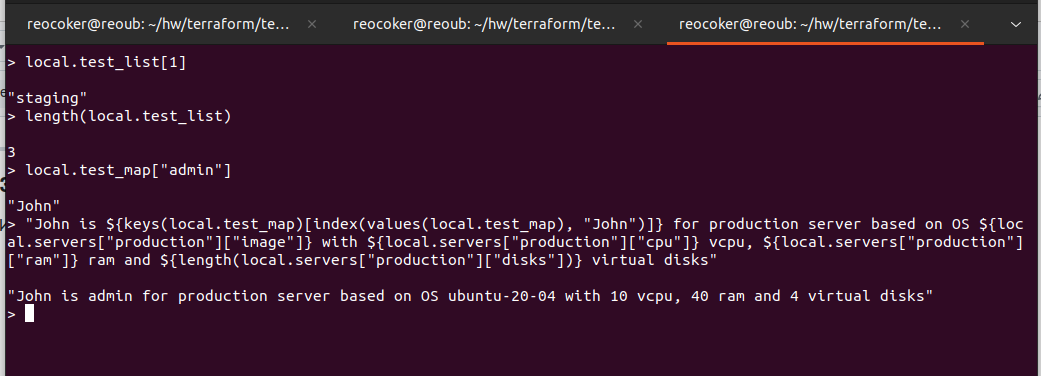 reocoker@reoub: ~/hw/terraform/te... × reocoker@reoub: ~/hw/terraform/te... × reocoker@reoub: ~/hw/terraform/te... ×
> local.test_list[1]
"staging"
> length(local.test_list)
3
> local.test_map["admin"]
"John"
> "John is ${keys(local.test_map)[index(values(local.test_map), "John")]} for production server based on OS ${loc
al.servers["production"]["image"]} with ${local.servers["production"]["cpu"]} vcpu, ${local.servers["production"]
["ram"]} ram and ${length(local.servers["production"]["disks"])} virtual disks"
"John is admin for production server based on OS ubuntu-20-04 with 10 vcpu, 40 ram and 4 virtual disks"
>